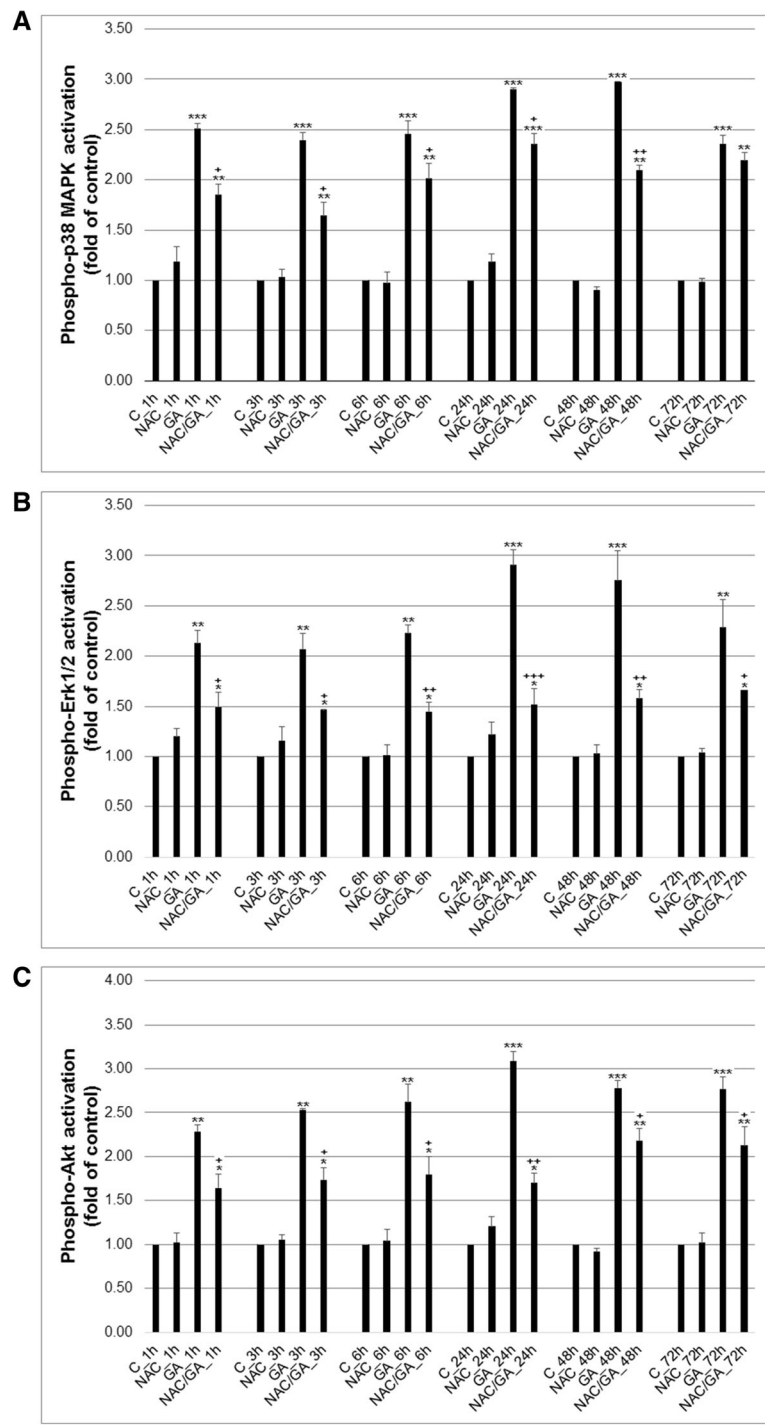 A
Phospho-p38 MAPK activation
(fold of control)
3.50
3.00
2.50
2.00
1.50
1.00
0.50
0.00
***
+
**
***
+
**
***
+
**
***
+
***
***
++
**
***
**
C_1h
NAC_1h
GA_1h
NAC/GA_1h
C_3h
NAC_3h
GA_3h
NAC/GA_3h
C_6h
NAC_6h
GA_6h
NAC/GA_6h
C_24h
NAC_24h
GA_24h
NAC/GA_24h
C_48h
NAC_48h
GA_48h
NAC/GA_48h
C_72h
NAC_72h
GA_72h
NAC/GA_72h
B
Phospho-Erk1/2 activation
(fold of control)
3.50
3.00
2.50
2.00
1.50
1.00
0.50
0.00
**
+
*
**
+
*
**
++
*
***
+++
*
***
++
*
**
+
*
C_1h
NAC_1h
GA_1h
NAC/GA_1h
C_3h
NAC_3h
GA_3h
NAC/GA_3h
C_6h
NAC_6h
GA_6h
NAC/GA_6h
C_24h
NAC_24h
GA_24h
NAC/GA_24h
C_48h
NAC_48h
GA_48h
NAC/GA_48h
C_72h
NAC_72h
GA_72h
NAC/GA_72h
C
Phospho-Akt activation
(fold of control)
4.00
3.50
3.00
2.50
2.00
1.50
1.00
0.50
0.00
**
+
*
**
+
*
**
+
*
***
++
*
***
+
**
***
+
**
C_1h
NAC_1h
GA_1h
NAC/GA_1h
C_3h
NAC_3h
GA_3h
NAC/GA_3h
C_6h
NAC_6h
GA_6h
NAC/GA_6h
C_24h
NAC_24h
GA_24h
NAC/GA_24h
C_48h
NAC_48h
GA_48h
NAC/GA_48h
C_72h
NAC_72h
GA_72h
NAC/GA_72h